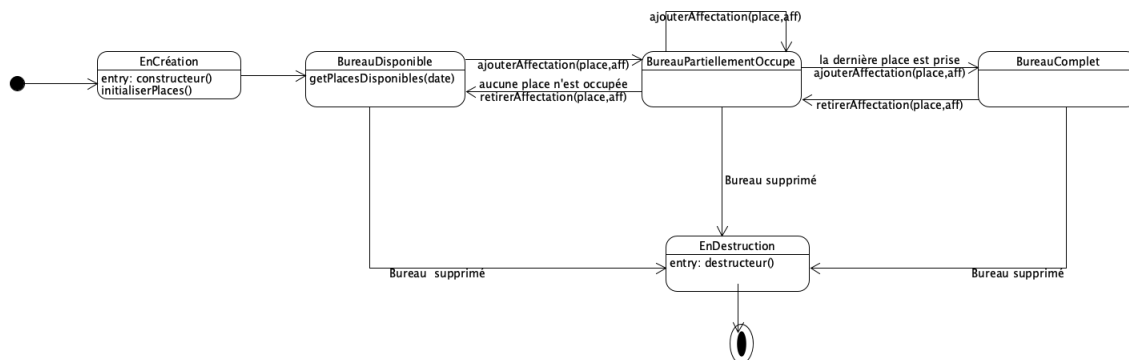 ajouterAffectation(place,aff)
EnCréation
entry: constructeur()
initialiserPlaces()
BureauDisponible
getPlacesDisponibles(date)
ajouterAffectation(place,aff)
aucune place n'est occupée
retirerAffectation(place,aff)
BureauPartiellementOccupe
la dernière place est prise
ajouterAffectation(place,aff)
retirerAffectation(place,aff)
BureauComplet
Bureau supprimé
EnDestruction
entry: destructeur()
Bureau supprimé
Bureau supprimé